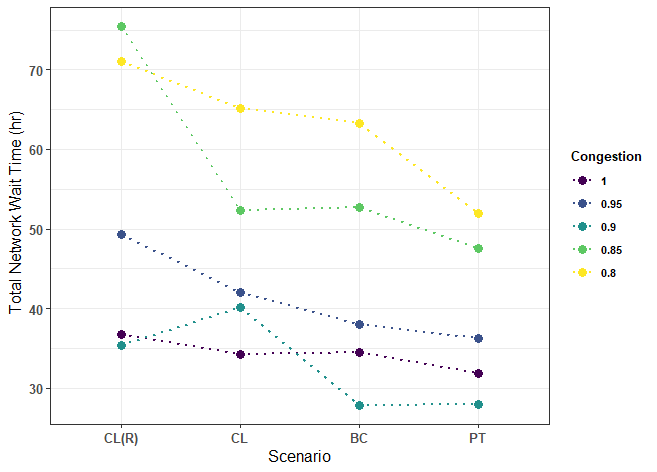 Total Network Wait Time (hr)
70
60
50
40
30
CL(R) CL BC PT
Scenario
Congestion
1
0.95
0.9
0.85
0.8